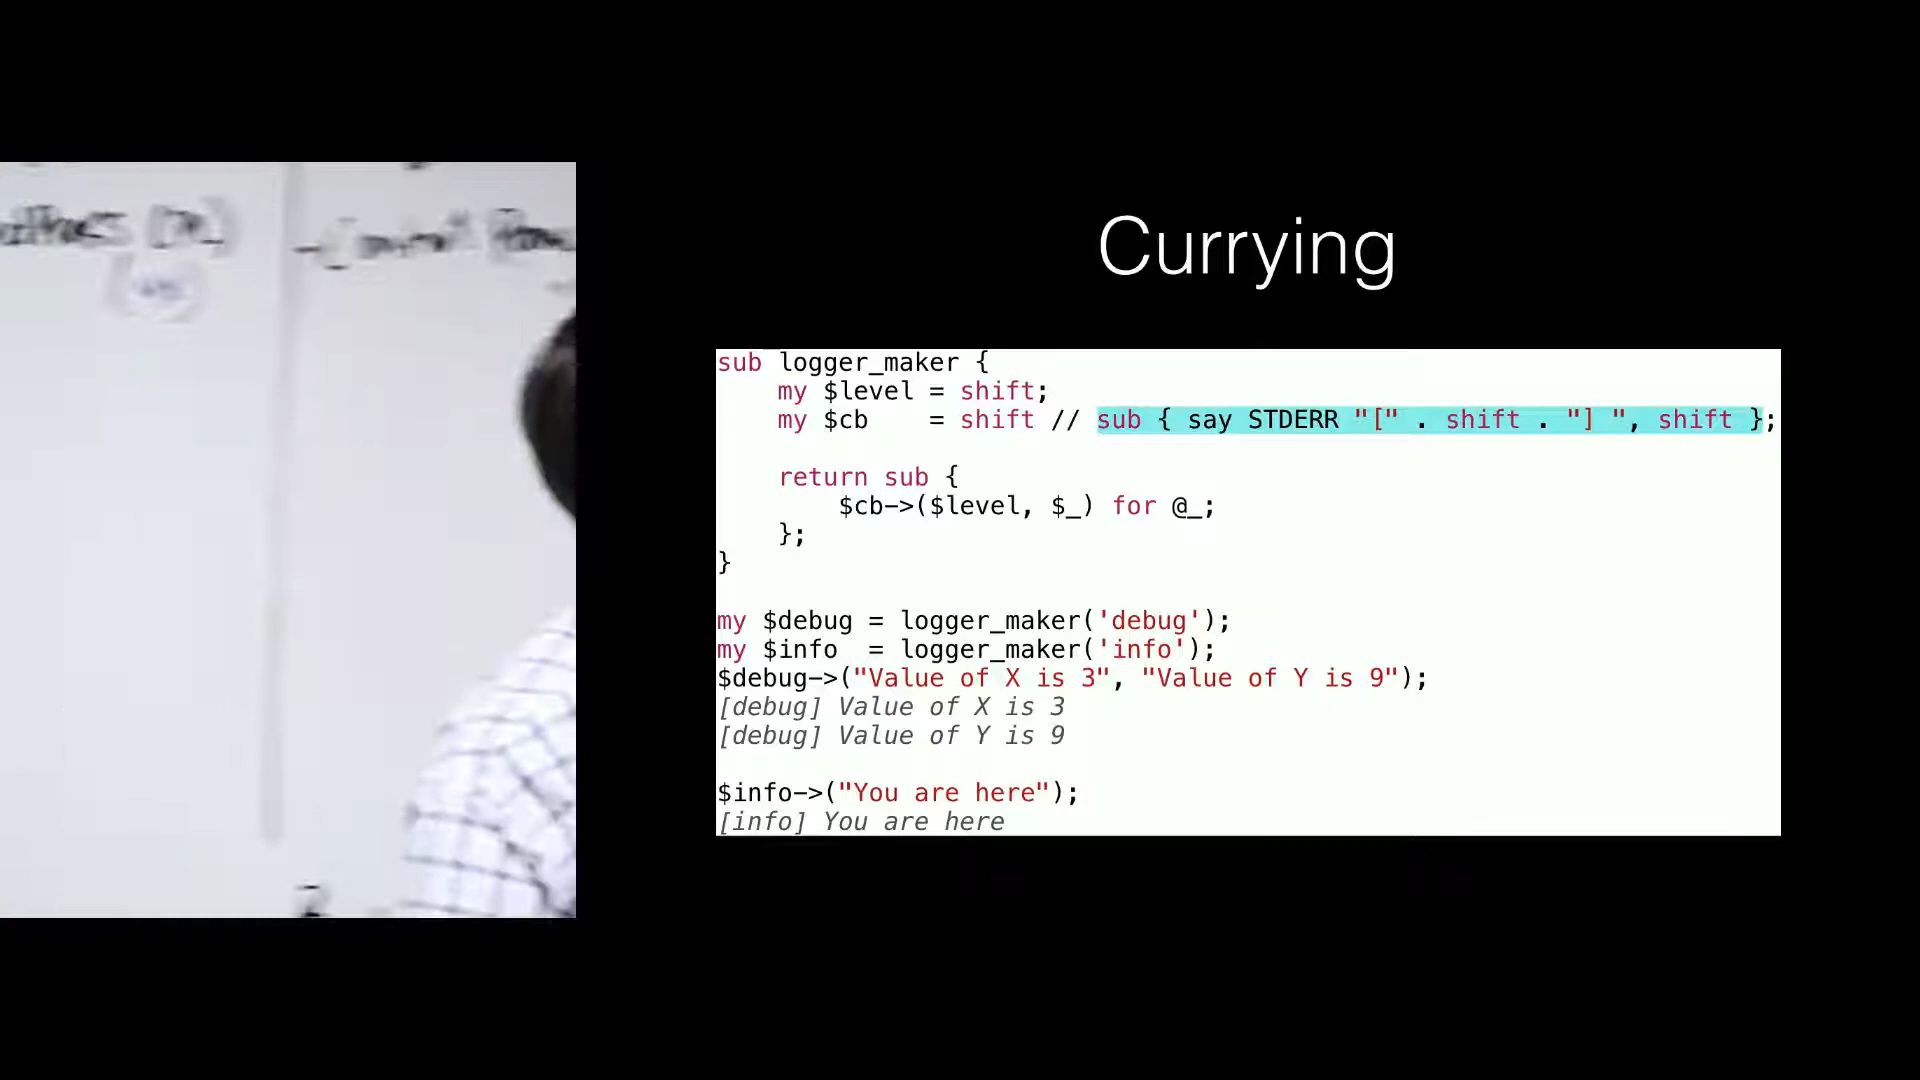 Currying
sub logger_maker {
    my $level = shift;
    my $cb    = shift // sub { say STDERR "[" . shift . "] ", shift };
    return sub {
        $cb->($level, $_) for @_;
    };
}
my $debug = logger_maker('debug');
my $info  = logger_maker('info');
$debug->("Value of X is 3", "Value of Y is 9");
[debug] Value of X is 3
[debug] Value of Y is 9
$info->("You are here");
[info] You are here